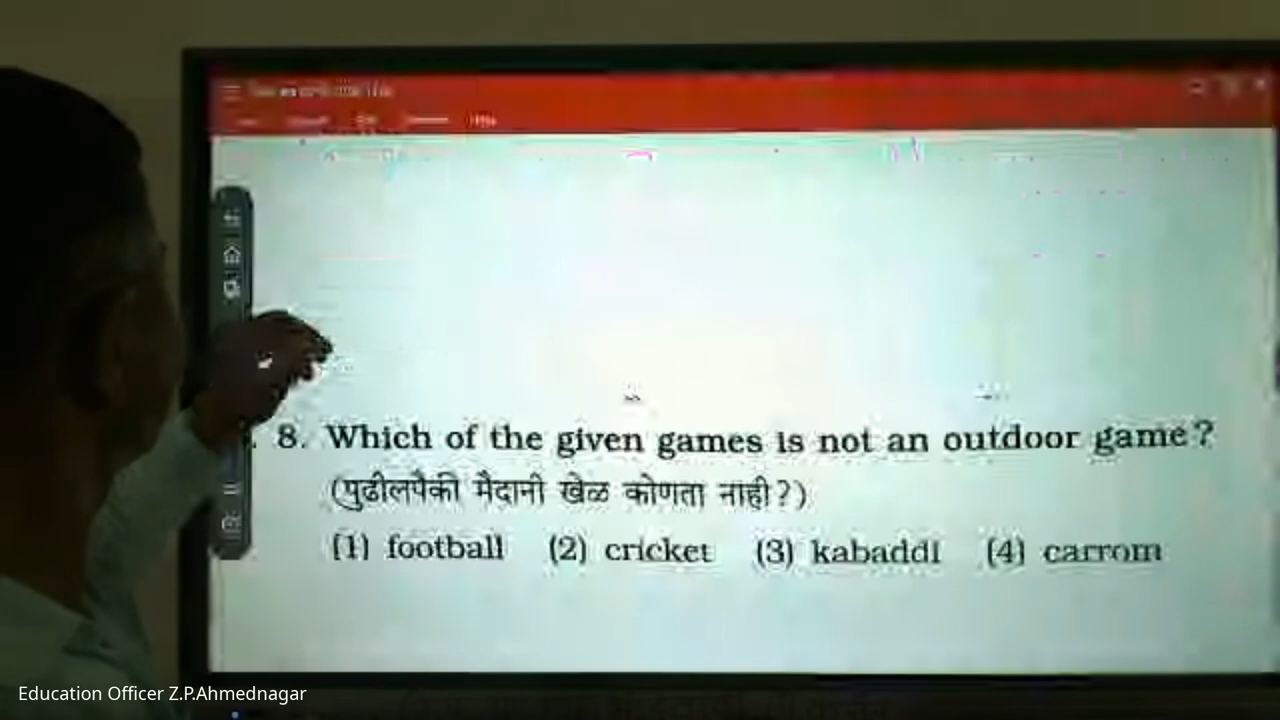 Help
8. Which of the given games is not an outdoor game?
(पुढीलपैकी मैदानी खेळ कोणता नाही?)
(1) football (2) cricket (3) kabaddi (4) carrom
Education Officer Z.P.Ahmednagar